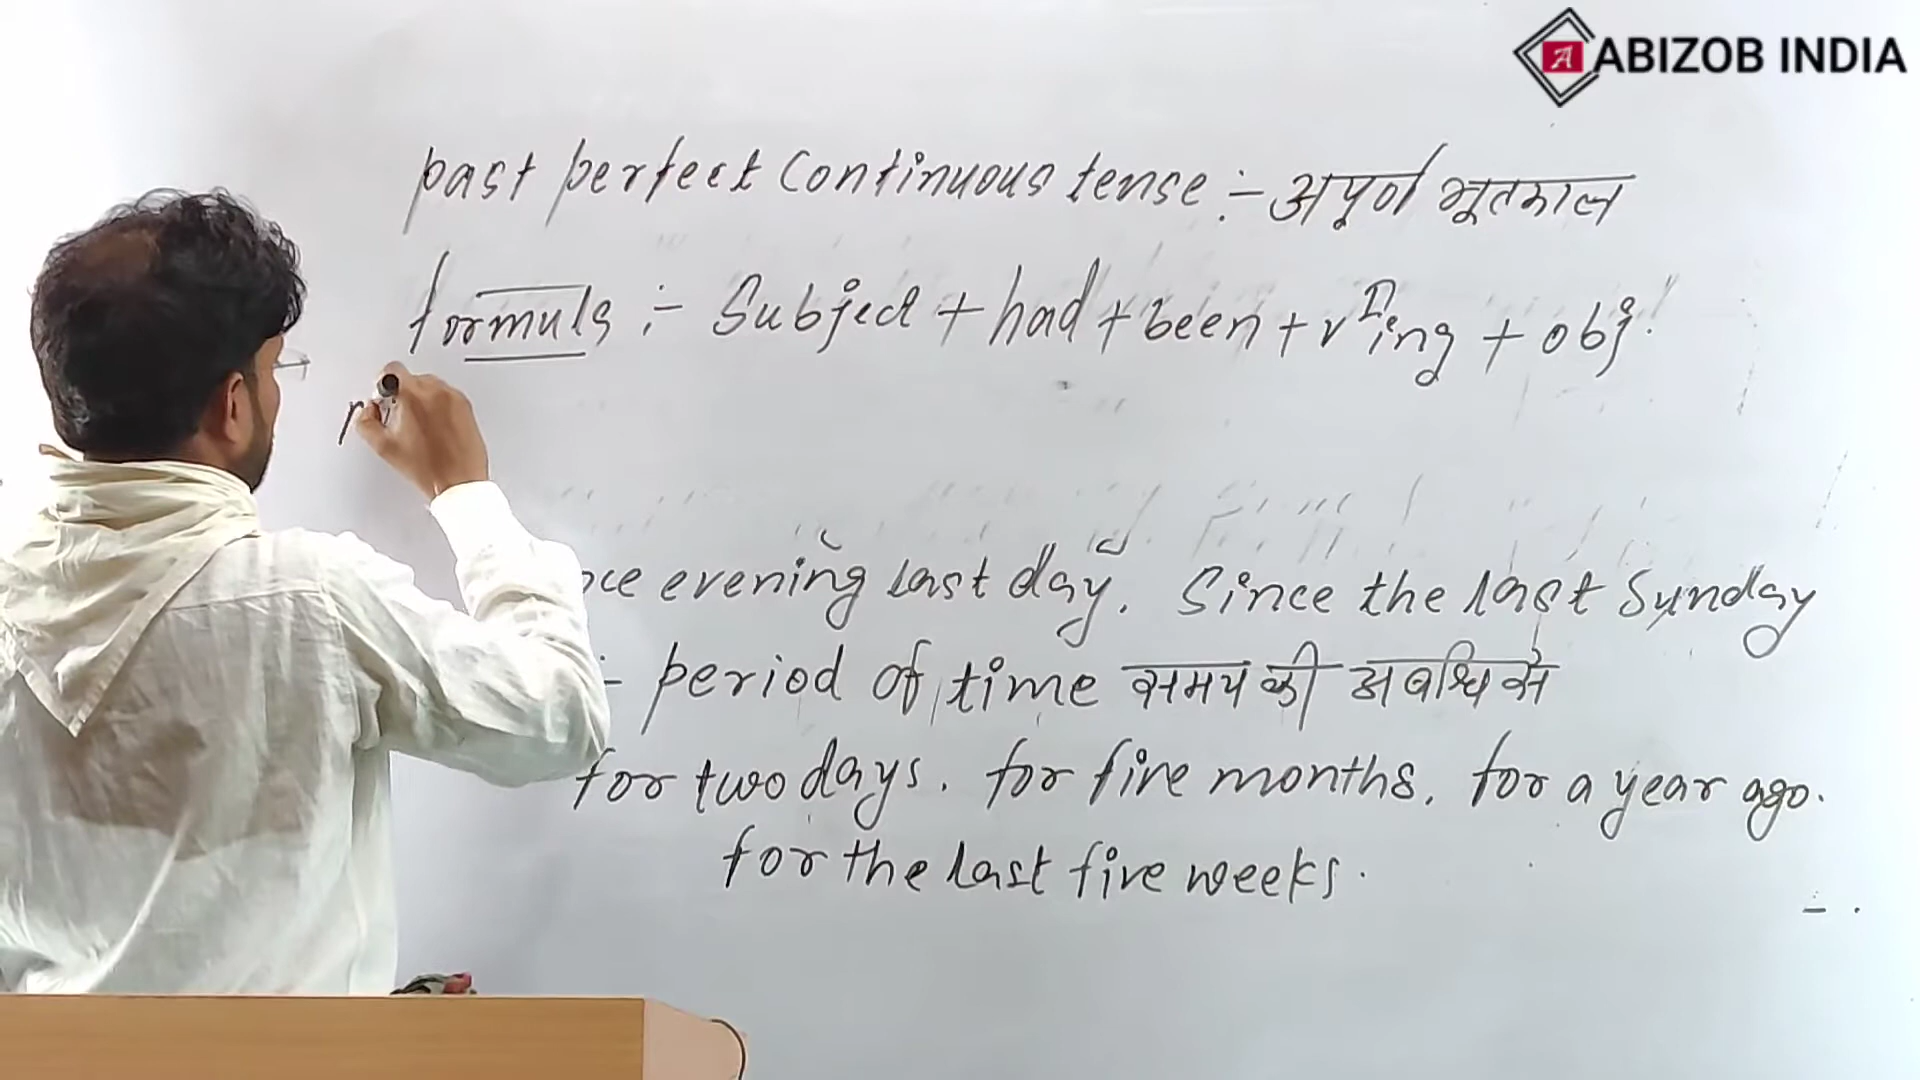 ABIZOB INDIA
past perfect Continuous tense :- अपूर्ण भूतकाल
formula :- Subject + had + been + vI ing + obj.
evening last day. Since the last Sunday
:- period of time समय की अवधि से
for two days. for five months. for a year ago.
for the last five weeks.